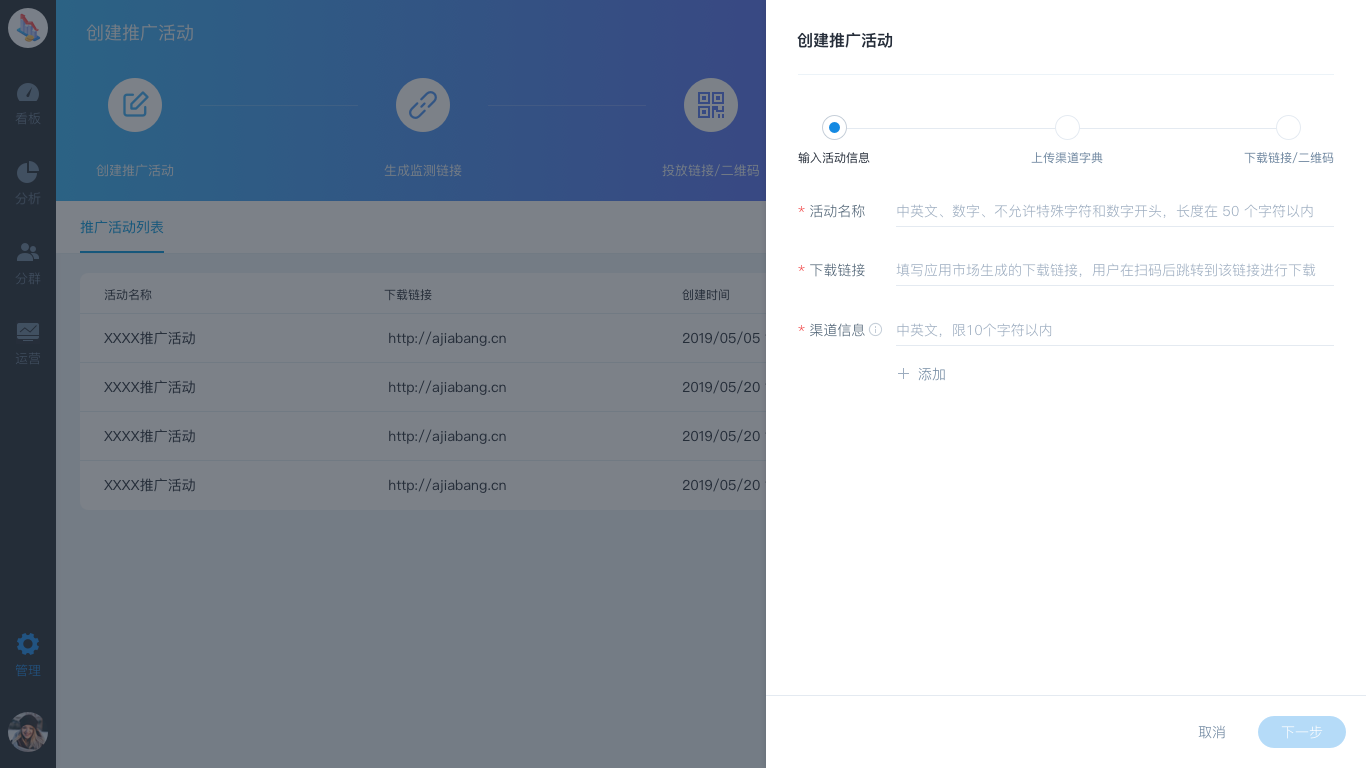 看板
分析
分群
运营
管理
创建推广活动
创建推广活动
生成监测链接
投放链接/二维码
推广活动列表
活动名称 下载链接 创建时间
XXXX推广活动 http://ajiabang.cn 2019/05/05
XXXX推广活动 http://ajiabang.cn 2019/05/20
XXXX推广活动 http://ajiabang.cn 2019/05/20
XXXX推广活动 http://ajiabang.cn 2019/05/20
创建推广活动
输入活动信息 上传渠道字典 下载链接/二维码
* 活动名称 中英文、数字、不允许特殊字符和数字开头，长度在 50 个字符以内
* 下载链接 填写应用市场生成的下载链接，用户在扫码后跳转到该链接进行下载
* 渠道信息 中英文，限10个字符以内
添加
取消 下一步